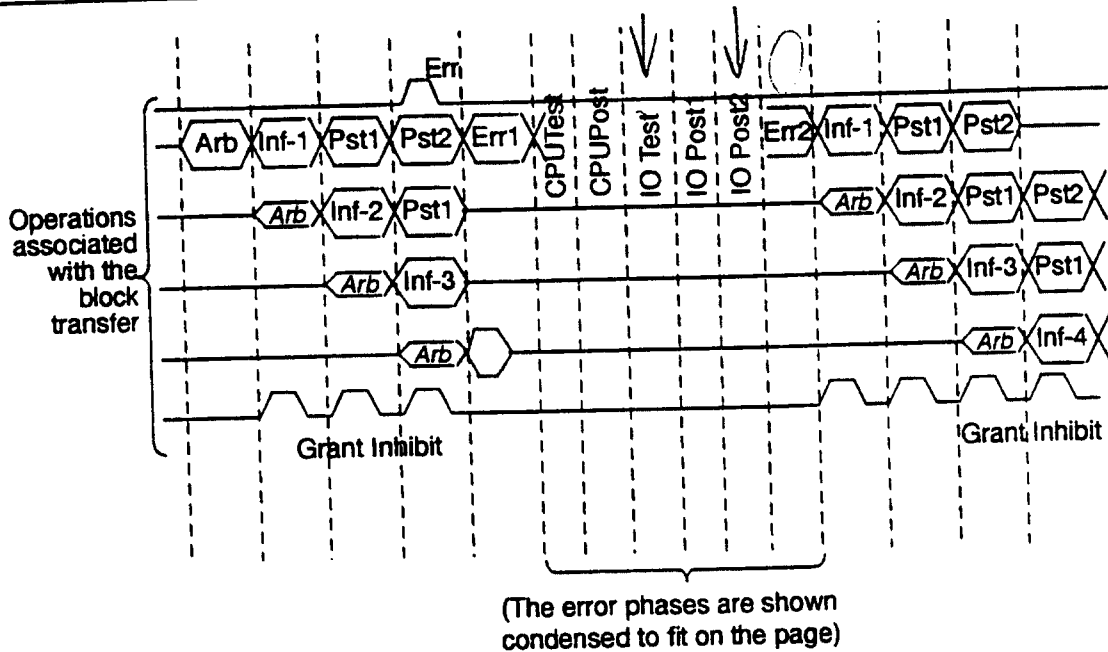 Err
Arb Inf-1 Pst1 Pst2 Err1 CPUTest CPUPost IO Test' IO Post1 IO Post2 Err2 Inf-1 Pst1 Pst2
Arb Inf-2 Pst1 Arb Inf-2 Pst1 Pst2
Operations
associated
with the
block
transfer
Arb Inf-3 Arb Inf-3 Pst1
Arb Arb Inf-4
Grant Inhibit Grant Inhibit
(The error phases are shown
condensed to fit on the page)